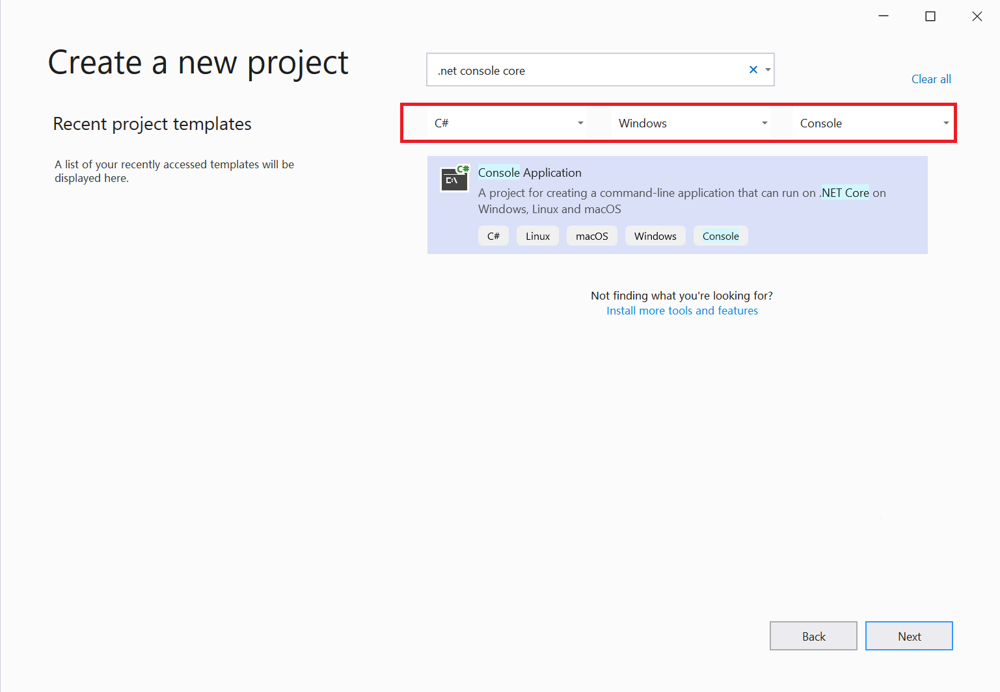 Create a new project
.net console core
Clear all
Recent project templates
C#
Windows
Console
A list of your recently accessed templates will be
displayed here.
C#
C:\
Console Application
A project for creating a command-line application that can run on .NET Core on
Windows, Linux and macOS
C#
Linux
macOS
Windows
Console
Not finding what you're looking for?
Install more tools and features
Back
Next